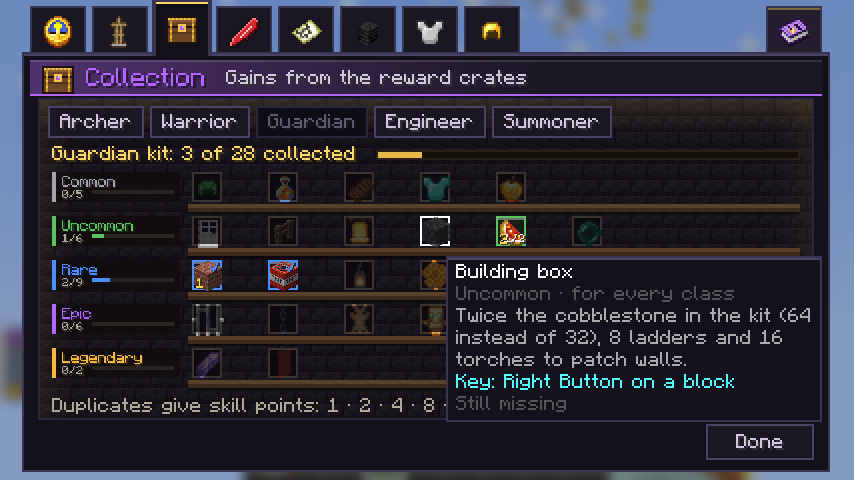 Collection Gains from the reward crates
Archer Warrior Guardian Engineer Summoner
Guardian kit: 3 of 28 collected
Common
0/5
Uncommon
1/6
2/2
Rare
2/9
1
Epic
0/6
Legendary
0/2
Building box
Uncommon · for every class
Twice the cobblestone in the kit (64
instead of 32), 8 ladders and 16
torches to patch walls.
Key: Right Button on a block
Still missing
Duplicates give skill points: 1 · 2 · 4 · 8 ·
Done